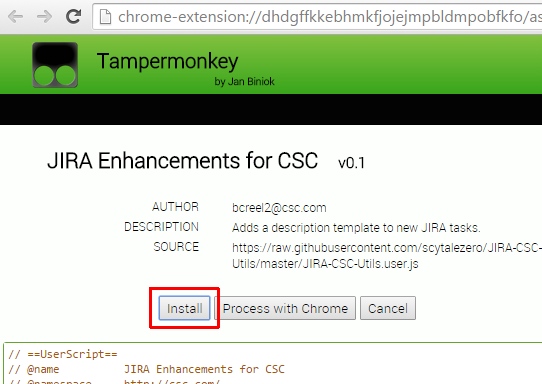 chrome-extension://dhdgffkkebhmkfjojejmpbldmpobfkfo/as
Tampermonkey
by Jan Biniok
JIRA Enhancements for CSC v0.1
AUTHOR bcreel2@csc.com
DESCRIPTION Adds a description template to new JIRA tasks.
SOURCE https://raw.githubusercontent.com/scytalezero/JIRA-CSC-
Utils/master/JIRA-CSC-Utils.user.js
Install Process with Chrome Cancel
// ==UserScript==
// @name JIRA Enhancements for CSC
// @namespace http://csc.com/